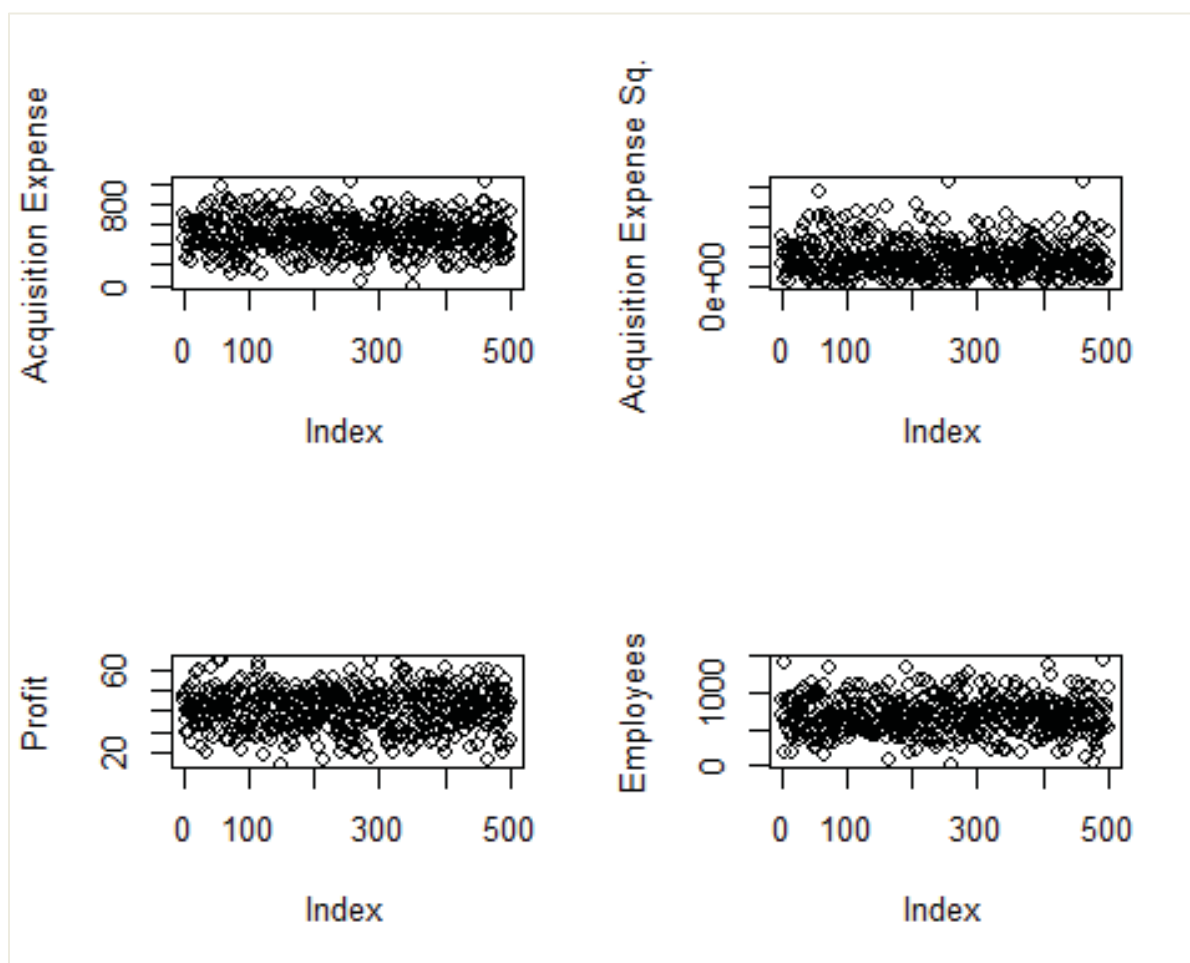 Acquisition Expense
800
0
0 100 300 500
Index
Acquisition Expense Sq.
0e+00
0 100 300 500
Index
Profit
60
20
0 100 300 500
Index
Employees
1000
0
0 100 300 500
Index